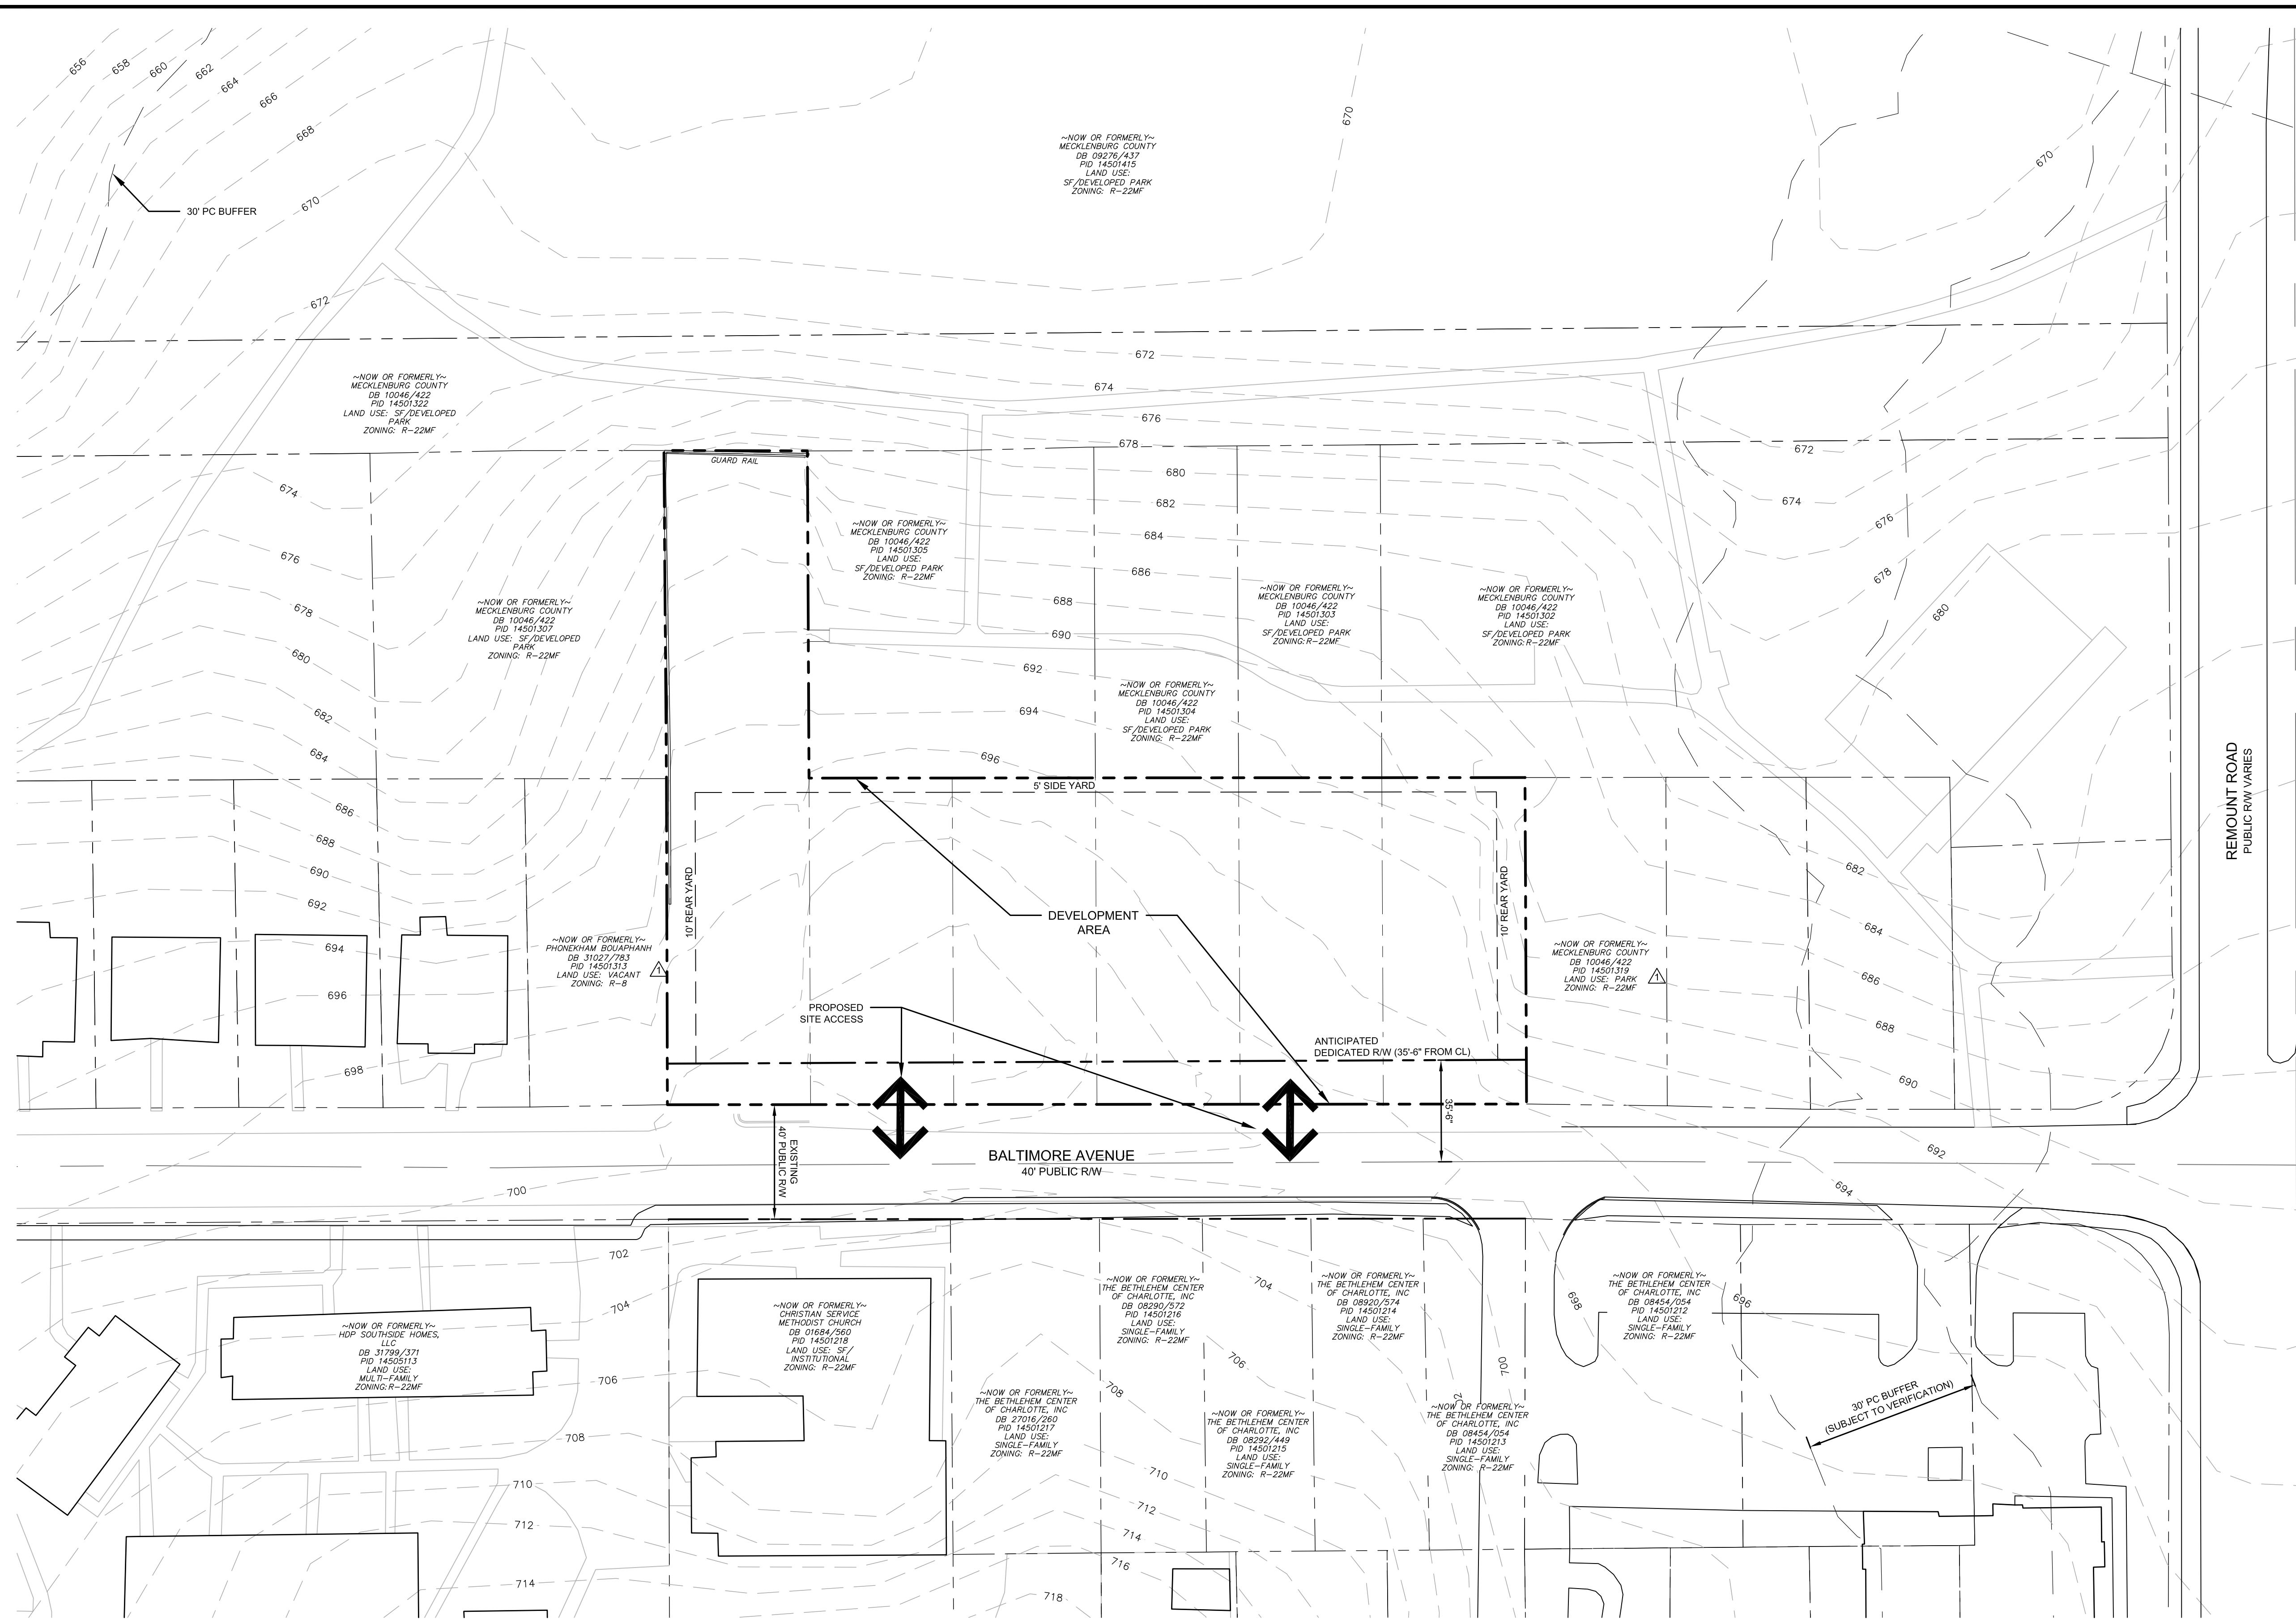 656
658
660
662
664
666
668
670
30' PC BUFFER
~NOW OR FORMERLY~
MECKLENBURG COUNTY
DB 09276/437
PID 14501415
LAND USE:
SF/DEVELOPED PARK
ZONING: R-22MF
670
670
672
~NOW OR FORMERLY~
MECKLENBURG COUNTY
DB 10046/422
PID 14501322
LAND USE: SF/DEVELOPED
PARK
ZONING: R-22MF
672
674
676
678
680
682
684
686
688
690
692
694
696
GUARD RAIL
672
674
676
678
680
674
676
678
680
682
684
686
688
690
692
694
696
698
~NOW OR FORMERLY~
MECKLENBURG COUNTY
DB 10046/422
PID 14501307
LAND USE: SF/DEVELOPED
PARK
ZONING: R-22MF
~NOW OR FORMERLY~
MECKLENBURG COUNTY
DB 10046/422
PID 14501305
LAND USE:
SF/DEVELOPED PARK
ZONING: R-22MF
~NOW OR FORMERLY~
MECKLENBURG COUNTY
DB 10046/422
PID 14501303
LAND USE:
SF/DEVELOPED PARK
ZONING:R-22MF
~NOW OR FORMERLY~
MECKLENBURG COUNTY
DB 10046/422
PID 14501302
LAND USE:
SF/DEVELOPED PARK
ZONING:R-22MF
~NOW OR FORMERLY~
MECKLENBURG COUNTY
DB 10046/422
PID 14501304
LAND USE:
SF/DEVELOPED PARK
ZONING: R-22MF
REMOUNT ROAD
PUBLIC R/W VARIES
5' SIDE YARD
10' REAR YARD
10' REAR YARD
DEVELOPMENT
AREA
~NOW OR FORMERLY~
PHONEKHAM BOUAPHANH
DB 31027/783
PID 14501313
LAND USE: VACANT
ZONING: R-8
1
~NOW OR FORMERLY~
MECKLENBURG COUNTY
DB 10046/422
PID 14501319
LAND USE: PARK
ZONING: R-22MF
1
682
684
686
688
690
692
694
PROPOSED
SITE ACCESS
ANTICIPATED
DEDICATED R/W (35'-6" FROM CL)
35'-6"
EXISTING
40' PUBLIC R/W
BALTIMORE AVENUE
40' PUBLIC R/W
700
702
704
706
708
710
712
714
~NOW OR FORMERLY~
HDP SOUTHSIDE HOMES,
LLC
DB 31799/371
PID 14505113
LAND USE:
MULTI-FAMILY
ZONING:R-22MF
~NOW OR FORMERLY~
CHRISTIAN SERVICE
METHODIST CHURCH
DB 01684/560
PID 14501218
LAND USE: SF/
INSTITUTIONAL
ZONING: R-22MF
~NOW OR FORMERLY~
THE BETHLEHEM CENTER
OF CHARLOTTE, INC
DB 27016/260
PID 14501217
LAND USE:
SINGLE-FAMILY
ZONING: R-22MF
~NOW OR FORMERLY~
THE BETHLEHEM CENTER
OF CHARLOTTE, INC
DB 08290/572
PID 14501216
LAND USE:
SINGLE-FAMILY
ZONING: R-22MF
~NOW OR FORMERLY~
THE BETHLEHEM CENTER
OF CHARLOTTE, INC
DB 08292/449
PID 14501215
LAND USE:
SINGLE-FAMILY
ZONING: R-22MF
~NOW OR FORMERLY~
THE BETHLEHEM CENTER
OF CHARLOTTE, INC
DB 08920/574
PID 14501214
LAND USE:
SINGLE-FAMILY
ZONING: R-22MF
~NOW OR FORMERLY~
THE BETHLEHEM CENTER
OF CHARLOTTE, INC
DB 08454/054
PID 14501213
LAND USE:
SINGLE-FAMILY
ZONING: R-22MF
~NOW OR FORMERLY~
THE BETHLEHEM CENTER
OF CHARLOTTE, INC
DB 08454/054
PID 14501212
LAND USE:
SINGLE-FAMILY
ZONING: R-22MF
696
698
700
704
706
708
710
712
714
716
718
30' PC BUFFER
(SUBJECT TO VERIFICATION)